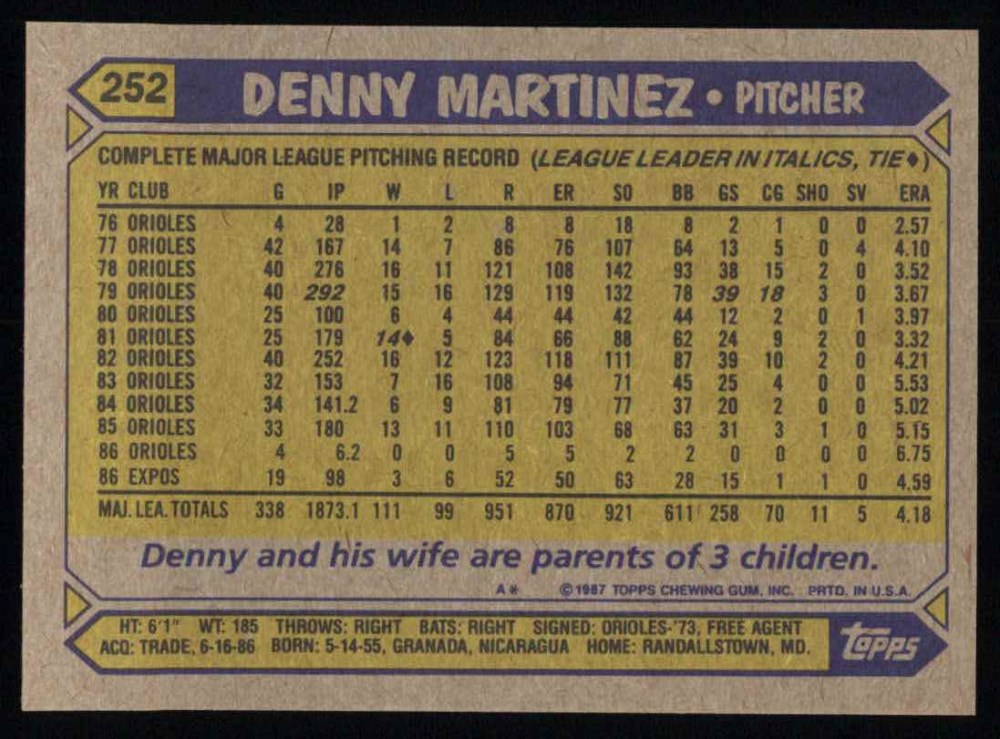 252 DENNY MARTINEZ • PITCHER
COMPLETE MAJOR LEAGUE PITCHING RECORD (LEAGUE LEADER IN ITALICS, TIE♦)
YR CLUB G IP W L R ER SO BB GS CG SHO SV ERA
76 ORIOLES 4 28 1 2 8 8 18 8 2 1 0 0 2.57
77 ORIOLES 42 167 14 7 86 76 107 64 13 5 0 4 4.10
78 ORIOLES 40 276 16 11 121 108 142 93 38 15 2 0 3.52
79 ORIOLES 40 292 15 16 129 119 132 78 39 18 3 0 3.67
80 ORIOLES 25 100 6 4 44 44 42 44 12 2 0 1 3.97
81 ORIOLES 25 179 14♦ 5 84 66 88 62 24 9 2 0 3.32
82 ORIOLES 40 252 16 12 123 118 111 87 39 10 2 0 4.21
83 ORIOLES 32 153 7 16 108 94 71 45 25 4 0 0 5.53
84 ORIOLES 34 141.2 6 9 81 79 77 37 20 2 0 0 5.02
85 ORIOLES 33 180 13 11 110 103 68 63 31 3 1 0 5.15
86 ORIOLES 4 6.2 0 0 5 5 2 2 0 0 0 0 6.75
86 EXPOS 19 98 3 6 52 50 63 28 15 1 1 0 4.59
MAJ. LEA. TOTALS 338 1873.1 111 99 951 870 921 611 258 70 11 5 4.18
Denny and his wife are parents of 3 children.
A* ©1987 TOPPS CHEWING GUM, INC. PRTD. IN U.S.A.
HT: 6'1" WT: 185 THROWS: RIGHT BATS: RIGHT SIGNED: ORIOLES-'73, FREE AGENT
ACQ: TRADE, 6-16-86 BORN: 5-14-55, GRANADA, NICARAGUA HOME: RANDALLSTOWN, MD.
topps